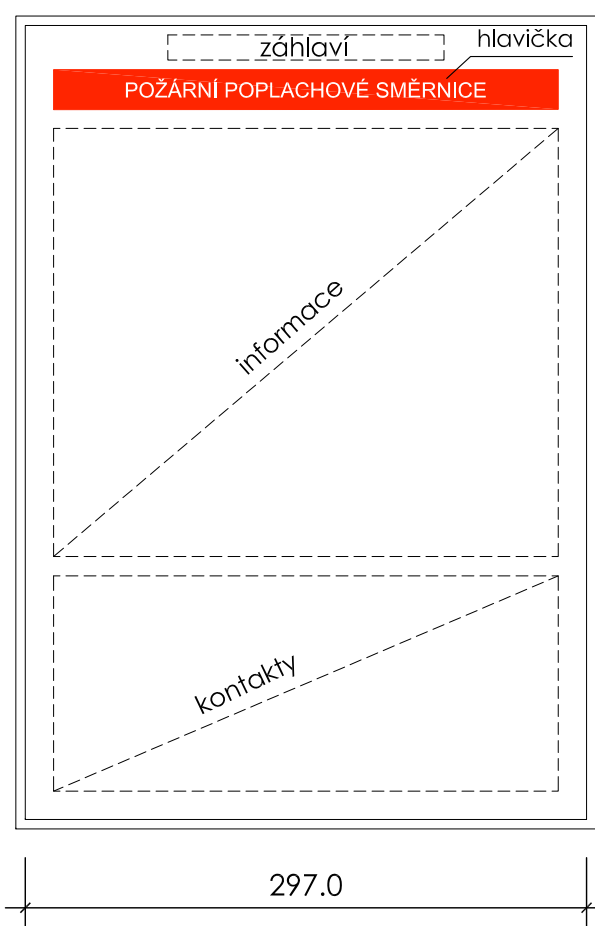 záhlaví
hlavička
POŽÁRNÍ POPLACHOVÉ SMĚRNICE
informace
kontakty
297.0